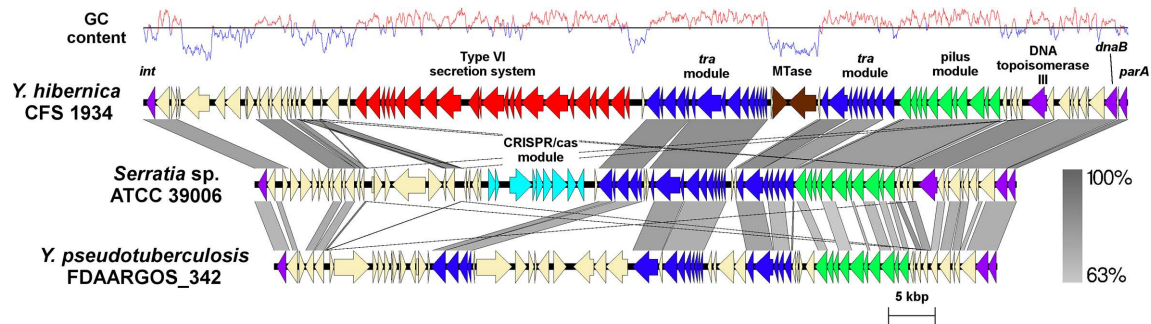 GC
content
int
Type VI
secretion system
tra
module
MTase
tra
module
pilus
module
DNA
topoisomerase
III
dnaB
parA
Y. hibernica
CFS 1934
CRISPR/cas
module
Serratia sp.
ATCC 39006
100%
63%
Y. pseudotuberculosis
FDAARGOS_342
5 kbp